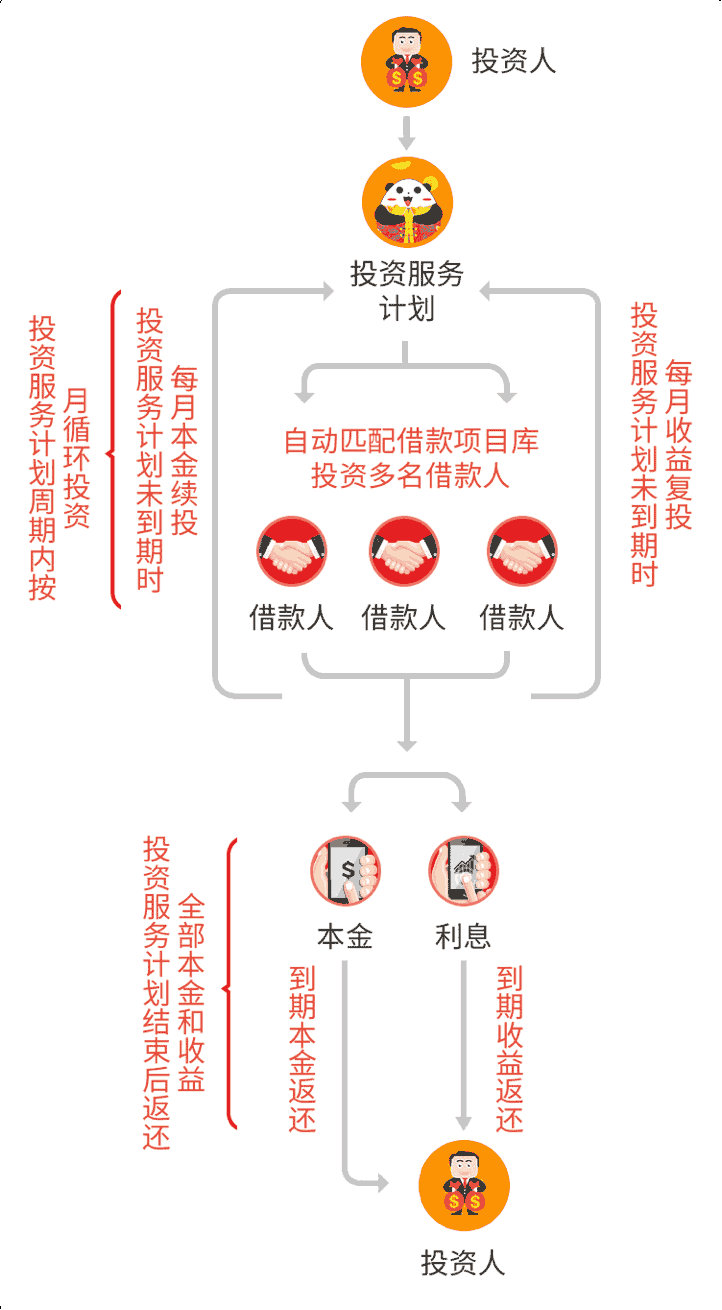 投资人
投资服务
计划
投资服务计划周期内按
月循环投资
投资服务计划未到期时
每月本金续投
投资服务计划未到期时
每月收益复投
自动匹配借款项目库
投资多名借款人
借款人
借款人
借款人
$
本金
利息
投资服务计划结束后返还
全部本金和收益
到期本金返还
到期收益返还
投资人